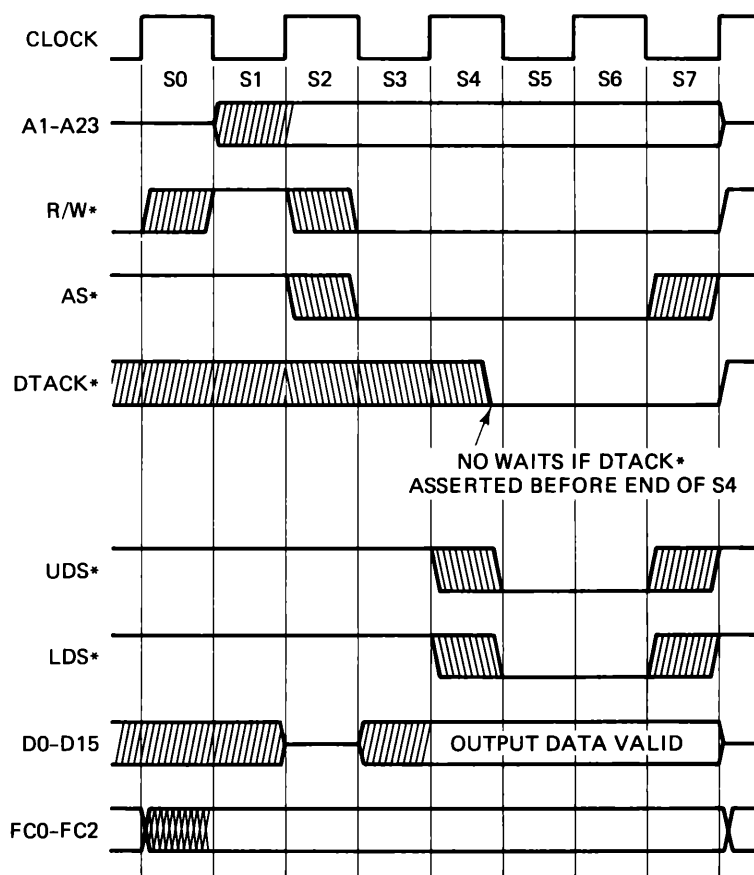 CLOCK
S0 S1 S2 S3 S4 S5 S6 S7
A1-A23
R/W*
AS*
DTACK*
NO WAITS IF DTACK*
ASSERTED BEFORE END OF S4
UDS*
LDS*
D0-D15 OUTPUT DATA VALID
FC0-FC2